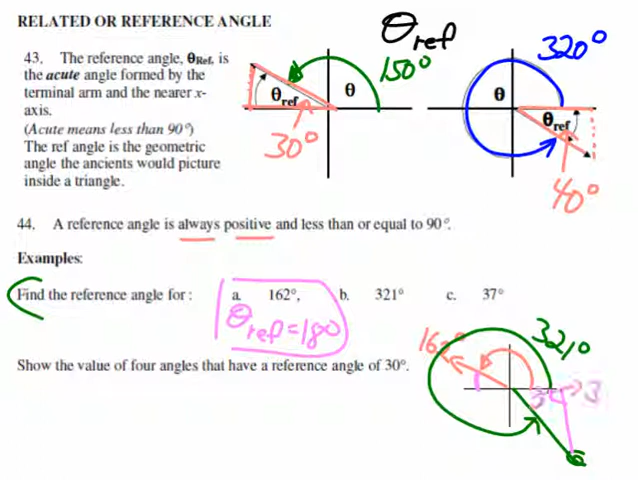 RELATED OR REFERENCE ANGLE
θref
43. The reference angle, θRef, is
the acute angle formed by the
terminal arm and the nearer x-
axis.
(Acute means less than 90°)
The ref angle is the geometric
angle the ancients would picture
inside a triangle.
150°
θ
θref
30°
320°
θ
θref
40°
44. A reference angle is always positive and less than or equal to 90°.
Examples:
Find the reference angle for : a. 162°, b. 321° c. 37°
θref = 180
321°
Show the value of four angles that have a reference angle of 30°.